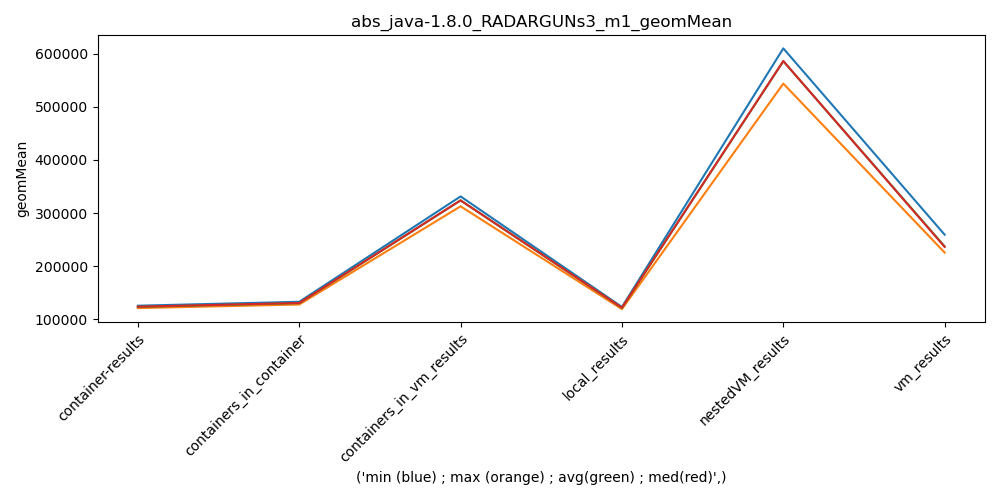 abs_java-1.8.0_RADARGUNs3_m1_geomMean
geomMean
600000
500000
400000
300000
200000
100000
container-results
containers_in_container
containers_in_vm_results
local_results
nestedVM_results
vm_results
('min (blue) ; max (orange) ; avg(green) ; med(red)',)